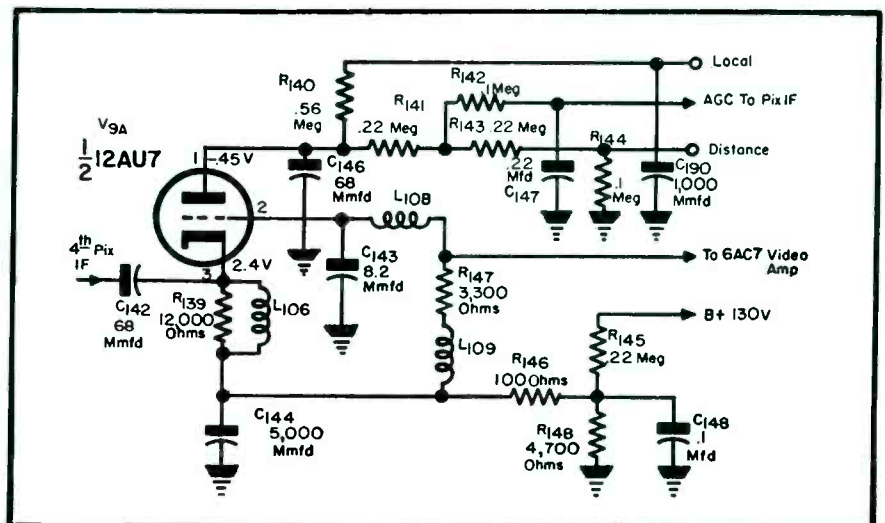 Local
R140
.56
Meg
R141
.22 Meg
R142
.1Meg
AGC To Pix IF
R143 .22 Meg
R144
.1
Meg
Distance
C190
1,000
Mmfd
.22
Mfd
C147
V9A
1/2 12AU7
1 -.45V
C146
68
Mmfd
2
L108
4th Pix
IF
3
2.4V
C143
8.2
Mmfd
To 6AC7 Video
Amp
C142
68
Mmfd
R139
12,000
Ohms
L106
R147
3,300
Ohms
L109
B+ 130V
R145
.22 Meg
R146
100 Ohms
C144
5,000
Mmfd
R148
4,700
Ohms
C148
.1
Mfd